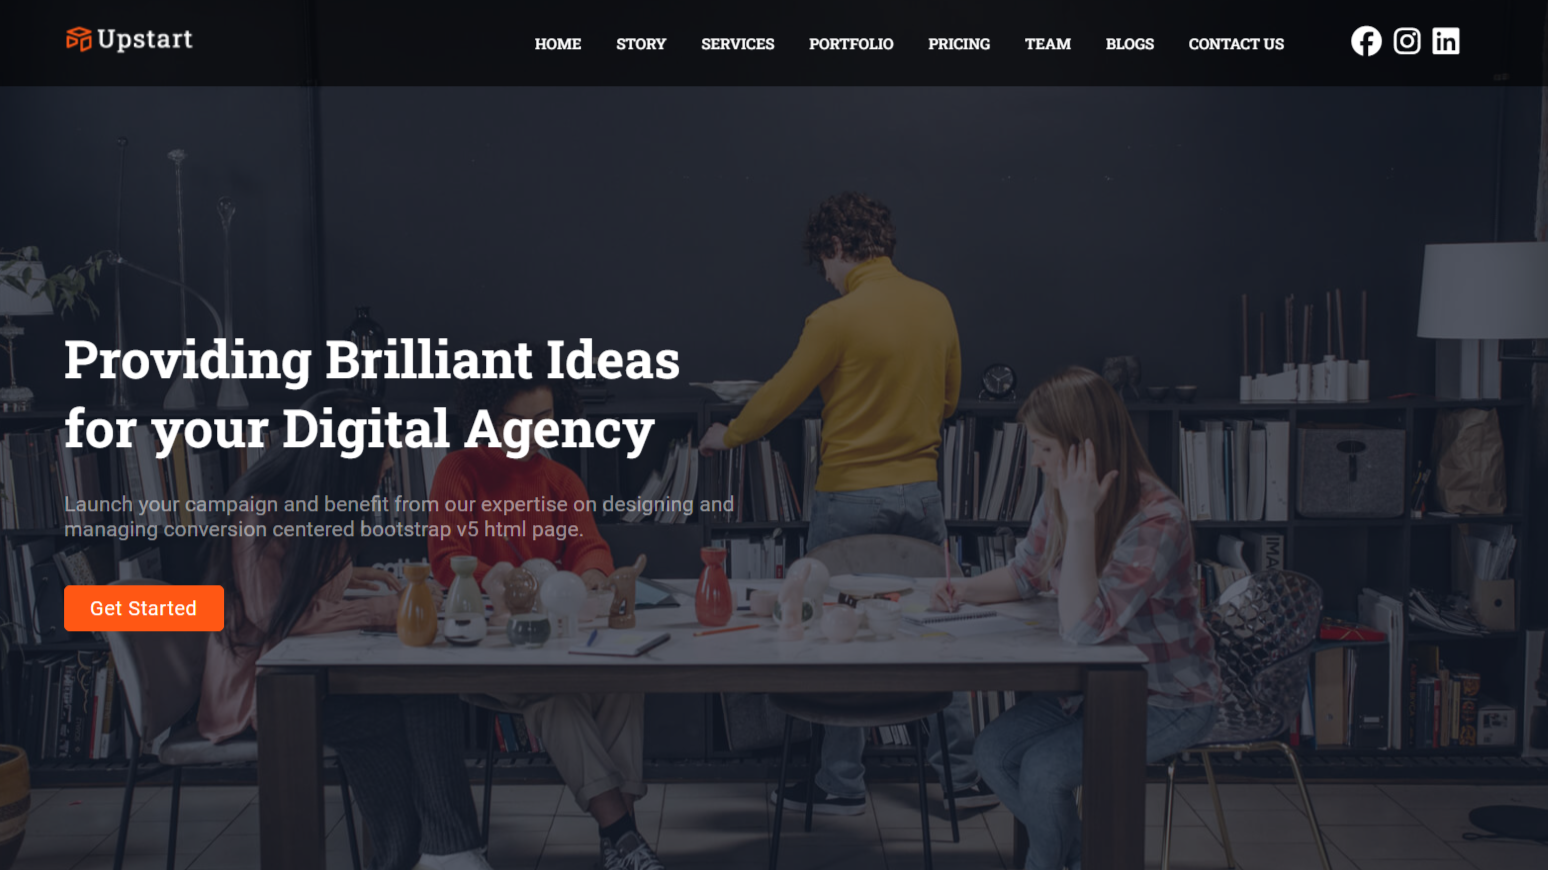 Upstart
HOME STORY SERVICES PORTFOLIO PRICING TEAM BLOGS CONTACT US
Providing Brilliant Ideas
for your Digital Agency
Launch your campaign and benefit from our expertise on designing and
managing conversion centered bootstrap v5 html page.
Get Started